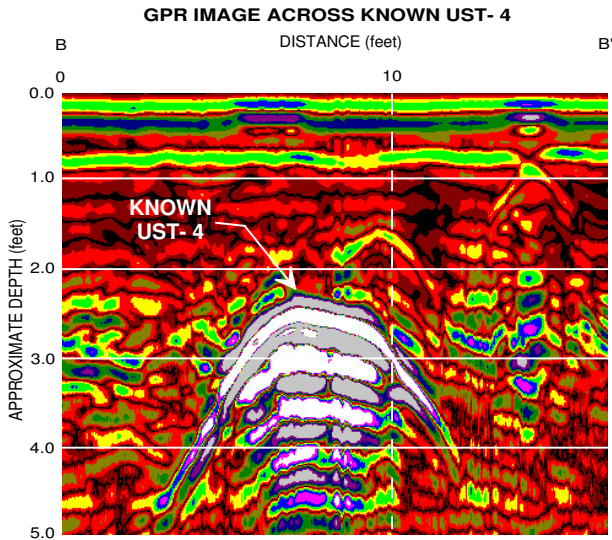 GPR IMAGE ACROSS KNOWN UST- 4
B
DISTANCE (feet)
B'
0
10
0.0
1.0
2.0
3.0
4.0
5.0
APPROXIMATE DEPTH (feet)
KNOWN
UST- 4